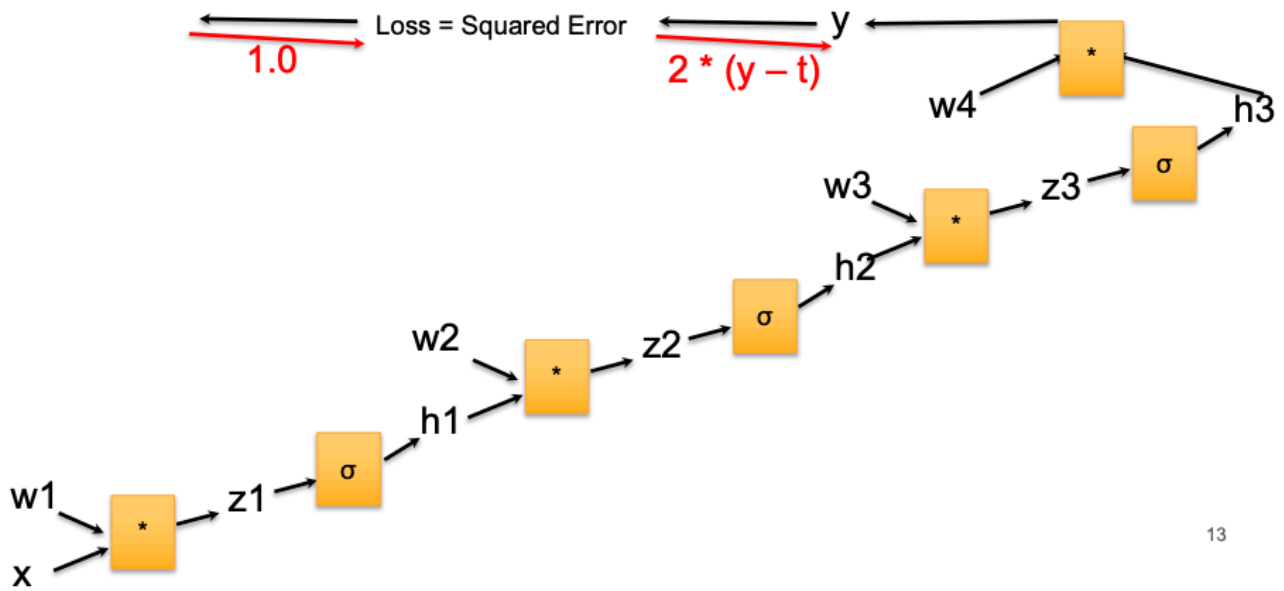 Loss = Squared Error
y
1.0
2 * (y – t)
*
w4
h3
σ
w3
z3
*
h2
σ
w2
z2
*
h1
σ
w1
z1
*
x
13